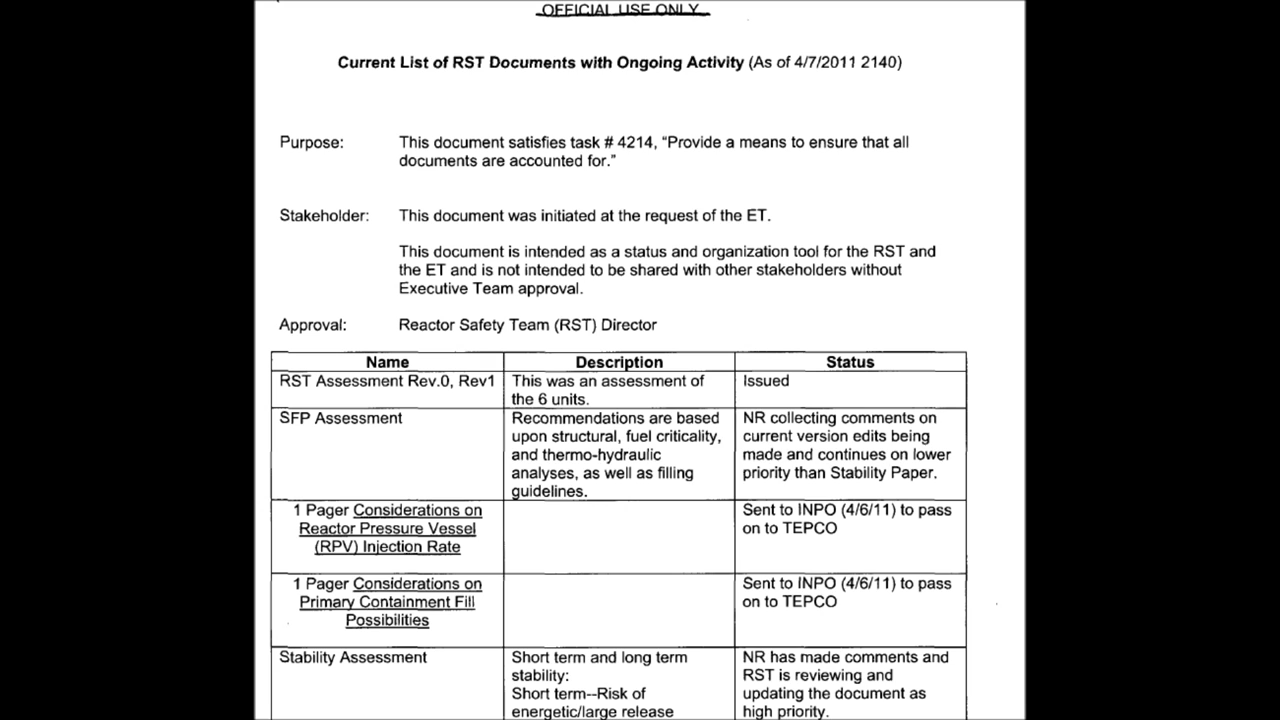 OFFICIAL USE ONLY
Current List of RST Documents with Ongoing Activity (As of 4/7/2011 2140)
Purpose: This document satisfies task # 4214, “Provide a means to ensure that all
documents are accounted for.”
Stakeholder: This document was initiated at the request of the ET.
This document is intended as a status and organization tool for the RST and
the ET and is not intended to be shared with other stakeholders without
Executive Team approval.
Approval: Reactor Safety Team (RST) Director
Name Description Status
RST Assessment Rev.0, Rev1
This was an assessment of
the 6 units.
Issued
SFP Assessment
Recommendations are based
upon structural, fuel criticality,
and thermo-hydraulic
analyses, as well as filling
guidelines.
NR collecting comments on
current version edits being
made and continues on lower
priority than Stability Paper.
1 Pager Considerations on
Reactor Pressure Vessel
(RPV) Injection Rate
Sent to INPO (4/6/11) to pass
on to TEPCO
1 Pager Considerations on
Primary Containment Fill
Possibilities
Sent to INPO (4/6/11) to pass
on to TEPCO
Stability Assessment
Short term and long term
stability:
Short term--Risk of
energetic/large release
NR has made comments and
RST is reviewing and
updating the document as
high priority.